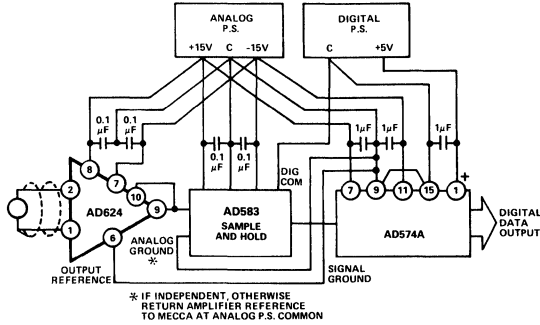 ANALOG
P.S.
+15V C -15V
DIGITAL
P.S.
C +5V
0.1
µF
0.1
µF
0.1
µF
0.1
µF
1µF
1µF
1µF
DIG
COM
8
7
10
9
2
1
6
AD624
AD583
SAMPLE
AND HOLD
7
9
11
15
1
+
AD574A
DIGITAL
DATA
OUTPUT
ANALOG
GROUND
*
OUTPUT
REFERENCE
SIGNAL
GROUND
* IF INDEPENDENT, OTHERWISE
RETURN AMPLIFIER REFERENCE
TO MECCA AT ANALOG P.S. COMMON